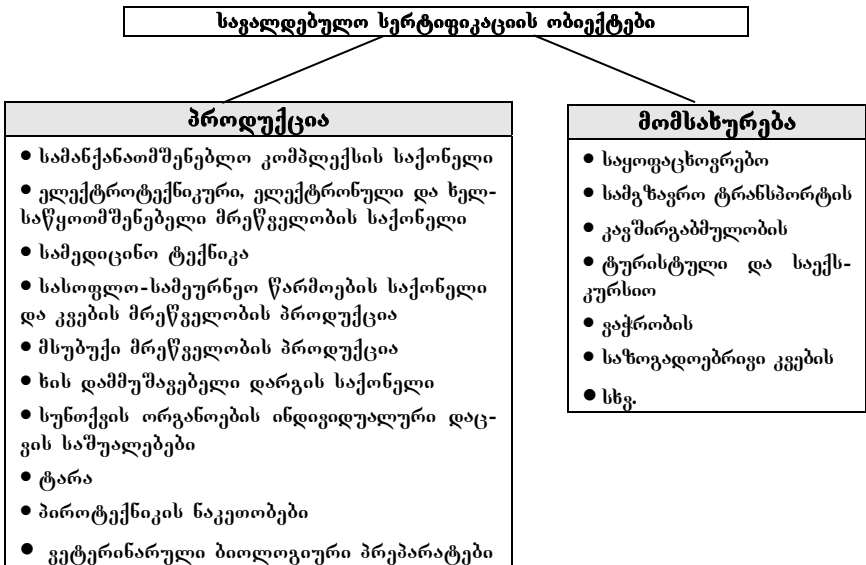 სავალდებულო სერტიფიკაციის ობიექტები
პროდუქცია
• სამანქანათმშენებლო კომპლექსის საქონელი
• ელექტროტექნიკური, ელექტრონული და ხელ-
საწყოთმშენებელი მრეწველობის საქონელი
• სამედიცინო ტექნიკა
• სასოფლო-სამეურნეო წარმოების საქონელი
და კვების მრეწველობის პროდუქცია
• მსუბუქი მრეწველობის პროდუქცია
• ხის დამმუშავებელი დარგის საქონელი
• სუნთქვის ორგანოების ინდივიდუალური დაც-
ვის საშუალებები
• ტარა
• პიროტექნიკის ნაკეთობები
• ვეტერინარული ბიოლოგიური პრეპარატები
მომსახურება
• საყოფაცხოვრებო
• სამგზავრო ტრანსპორტის
• კავშირგაბმულობის
• ტურისტული და საექს-
კურსიო
• ვაჭრობის
• საზოგადოებრივი კვების
• სხვ.